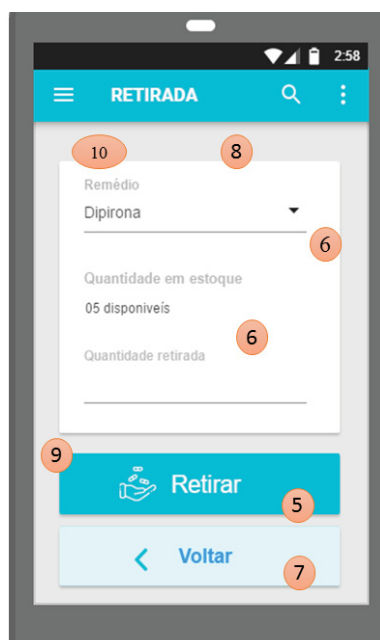 2:58
RETIRADA
10
8
Remédio
Dipirona
6
Quantidade em estoque
05 disponiveís
6
Quantidade retirada
9
Retirar
5
Voltar
7